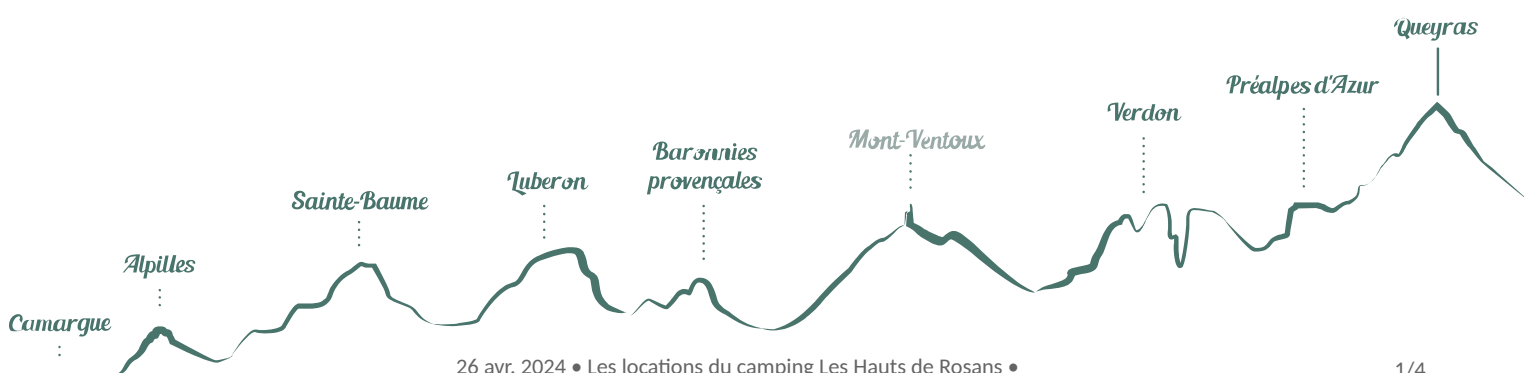 Queyras
Préalpes d'Azur
Verdon
Mont-Ventoux
Baronnies
provençales
Luberon
Sainte-Baume
Alpilles
Camargue
26 avr. 2024 • Les locations du camping Les Hauts de Rosans •
1/4